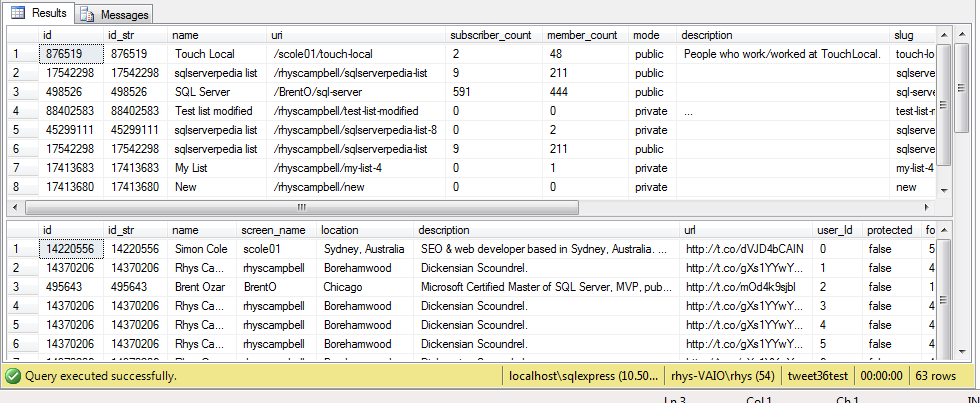 Results Messages
id id_str name uri subscriber_count member_count mode description slug
1 876519 876519 Touch Local /scole01/touch-local 2 48 public People who work/worked at TouchLocal. touch-lo
2 17542298 17542298 sqlserverpedia list /rhyscampbell/sqlserverpedia-list 9 211 public sqlserve
3 498526 498526 SQL Server /BrentO/sql-server 591 444 public sql-serve
4 88402583 88402583 Test list modified /rhyscampbell/test-list-modified 0 0 private ... test-list-m
5 45299111 45299111 sqlserverpedia list /rhyscampbell/sqlserverpedia-list-8 0 2 private sqlserve
6 17542298 17542298 sqlserverpedia list /rhyscampbell/sqlserverpedia-list 9 211 public sqlserve
7 17413583 17413583 My List /rhyscampbell/my-list-4 0 1 private my-list-4
8 17413680 17413680 New /rhyscampbell/new 0 0 private new
id id_str name screen_name location description url user_Id protected fo
1 14220556 14220556 Simon Cole scole01 Sydney, Australia SEO & web developer based in Sydney, Australia. ... http://t.co/dVJD4bCAIN 0 false 5
2 14370206 14370206 Rhys Ca... rhyscampbell Borehamwood Dickensian Scoundrel. http://t.co/gXs1YYwY... 1 false 4
3 495643 495643 Brent Ozar BrentO Chicago Microsoft Certified Master of SQL Server, MVP, pub... http://t.co/mOd4k9sjbl 2 false 1
4 14370206 14370206 Rhys Ca... rhyscampbell Borehamwood Dickensian Scoundrel. http://t.co/gXs1YYwY... 3 false 4
5 14370206 14370206 Rhys Ca... rhyscampbell Borehamwood Dickensian Scoundrel. http://t.co/gXs1YYwY... 4 false 4
6 14370206 14370206 Rhys Ca... rhyscampbell Borehamwood Dickensian Scoundrel. http://t.co/gXs1YYwY... 5 false 4
Query executed successfully. localhost\sqlexpress (10.50... rhys-VAIO\rhys (54) tweet36test 00:00:00 63 rows
Ln 3 Col 1 Ch 1 IN